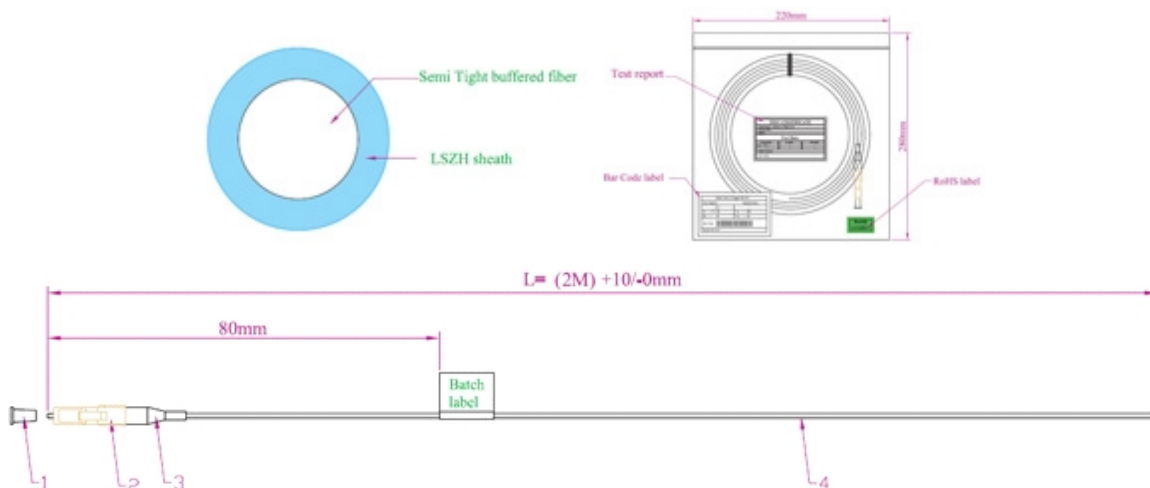 220mm
Semi Tight buffered fiber
Test report
280mm
LSZH sheath
Bar Code label
RoHS label
L= (2M) +10/-0mm
80mm
Batch
label
1
2
3
4